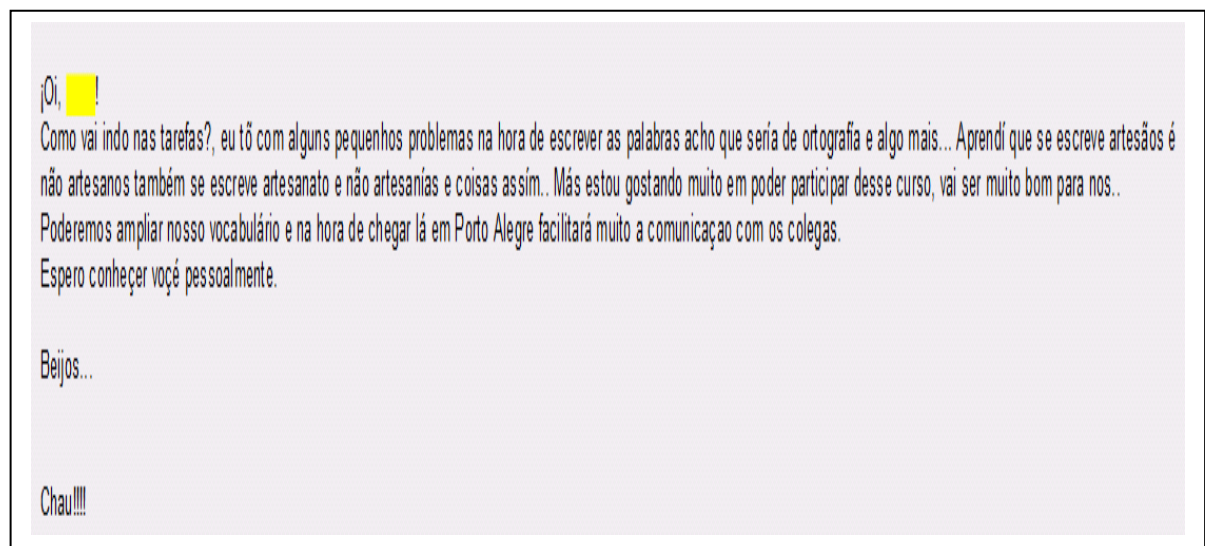 ¡Oi, !
Como vai indo nas tarefas?, eu tõ com alguns pequenhos problemas na hora de escrever as palabras acho que sería de ortografía e algo mais... Aprendí que se escreve artesãos é
não artesanos também se escreve artesanato e não artesanías e coisas assím.. Más estou gostando muito em poder participar desse curso, vai ser muito bom para nos..
Poderemos ampliar nosso vocabulário e na hora de chegar lá em Porto Alegre facilitará muito a comunicaçao com os colegas.
Espero conheçer voçé pessoalmente.
Beijos...
Chau!!!!